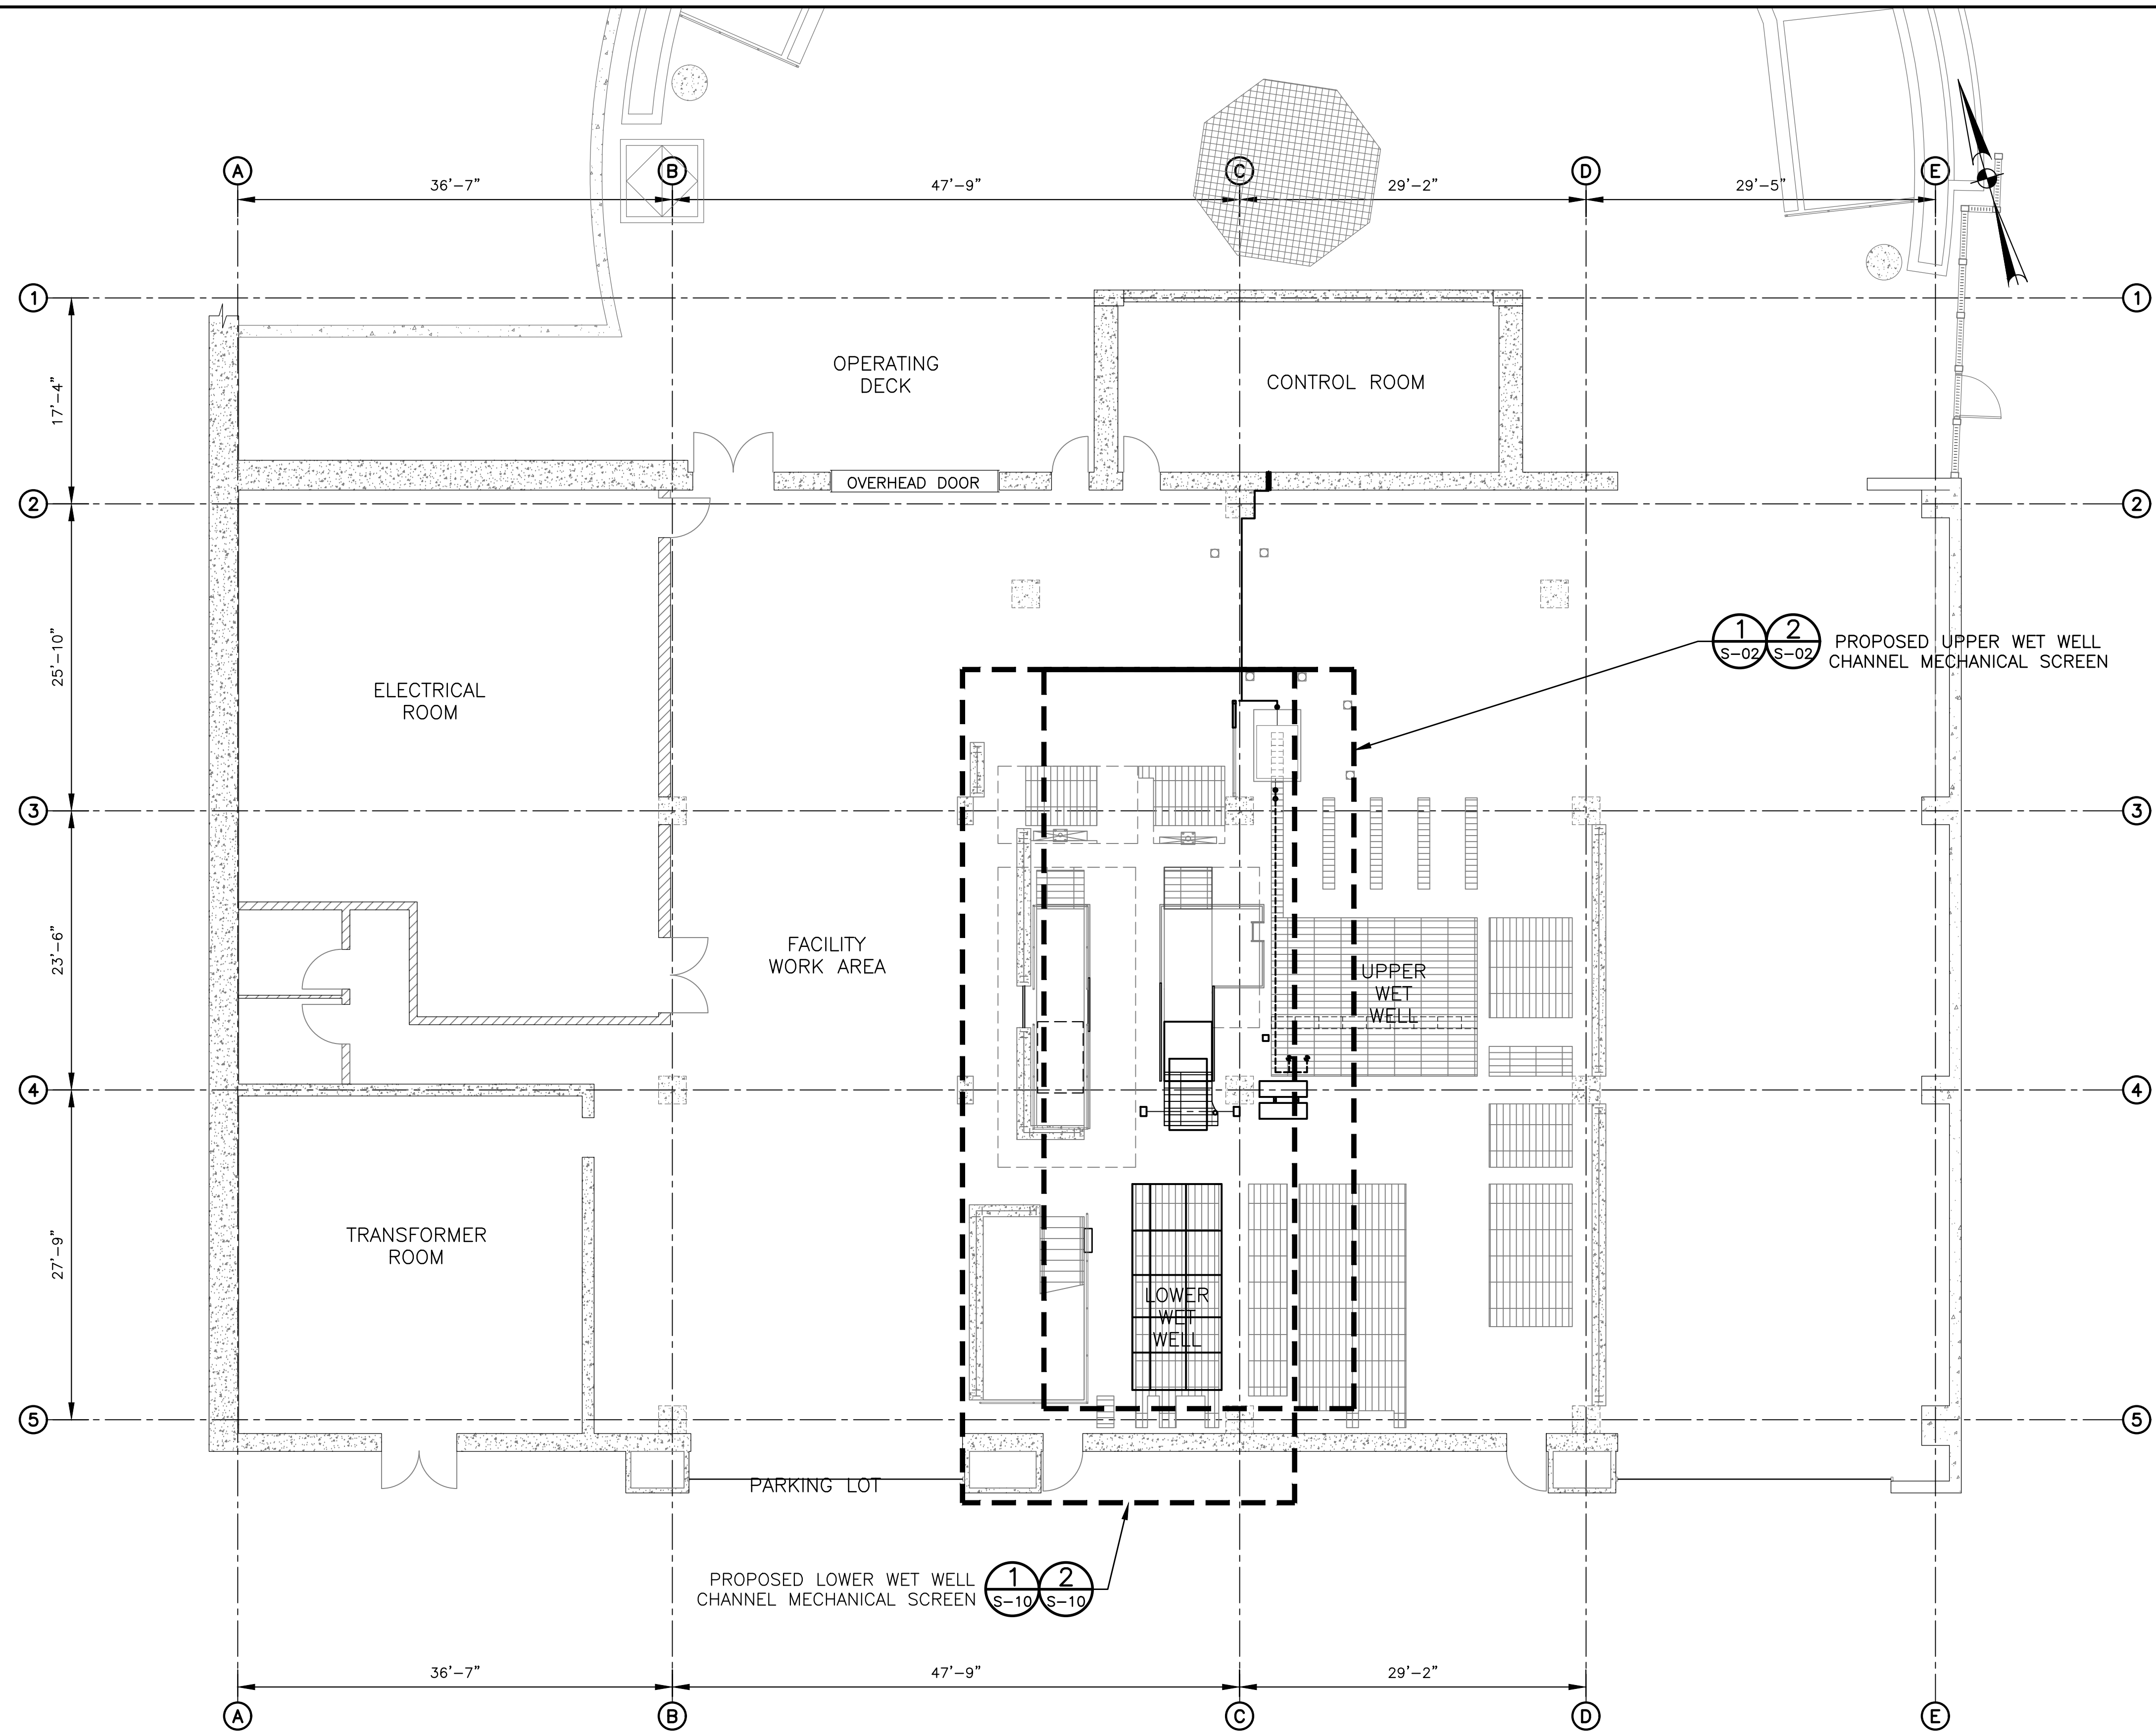 A
B
C
D
E
36'-7"
47'-9"
29'-2"
29'-5"
1
1
17'-4"
OPERATING
DECK
CONTROL ROOM
OVERHEAD DOOR
2
2
25'-10"
ELECTRICAL
ROOM
1
S-02
2
S-02
PROPOSED UPPER WET WELL
CHANNEL MECHANICAL SCREEN
3
3
23'-6"
FACILITY
WORK AREA
UPPER
WET
WELL
4
4
27'-9"
TRANSFORMER
ROOM
LOWER
WET
WELL
5
5
PARKING LOT
PROPOSED LOWER WET WELL
CHANNEL MECHANICAL SCREEN
1
S-10
2
S-10
36'-7"
47'-9"
29'-2"
A
B
C
D
E